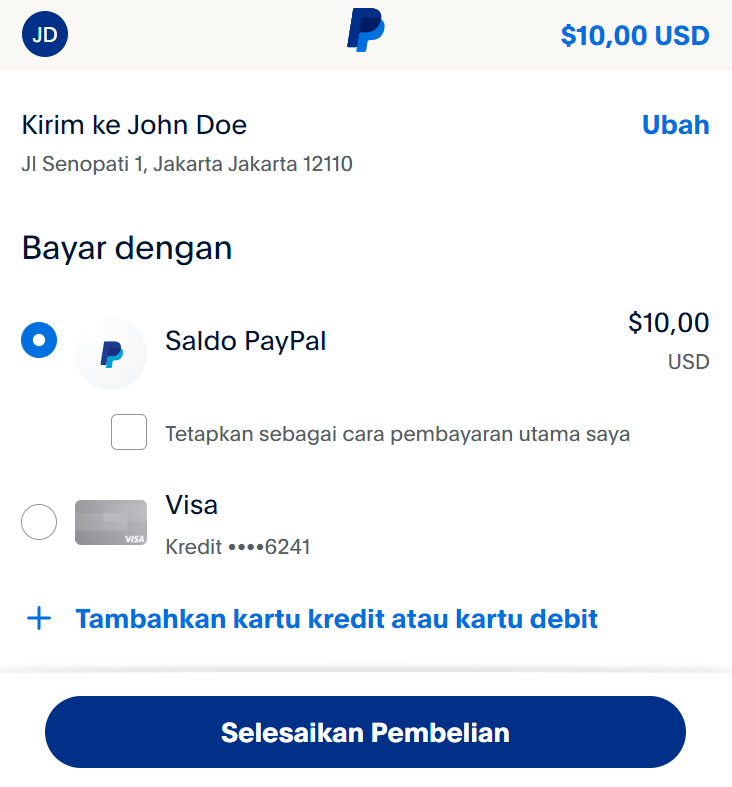 JD
$10,00 USD
Kirim ke John Doe
Ubah
Jl Senopati 1, Jakarta Jakarta 12110
Bayar dengan
Saldo PayPal
$10,00
USD
Tetapkan sebagai cara pembayaran utama saya
Visa
VISA
Kredit ••••6241
+ Tambahkan kartu kredit atau kartu debit
Selesaikan Pembelian